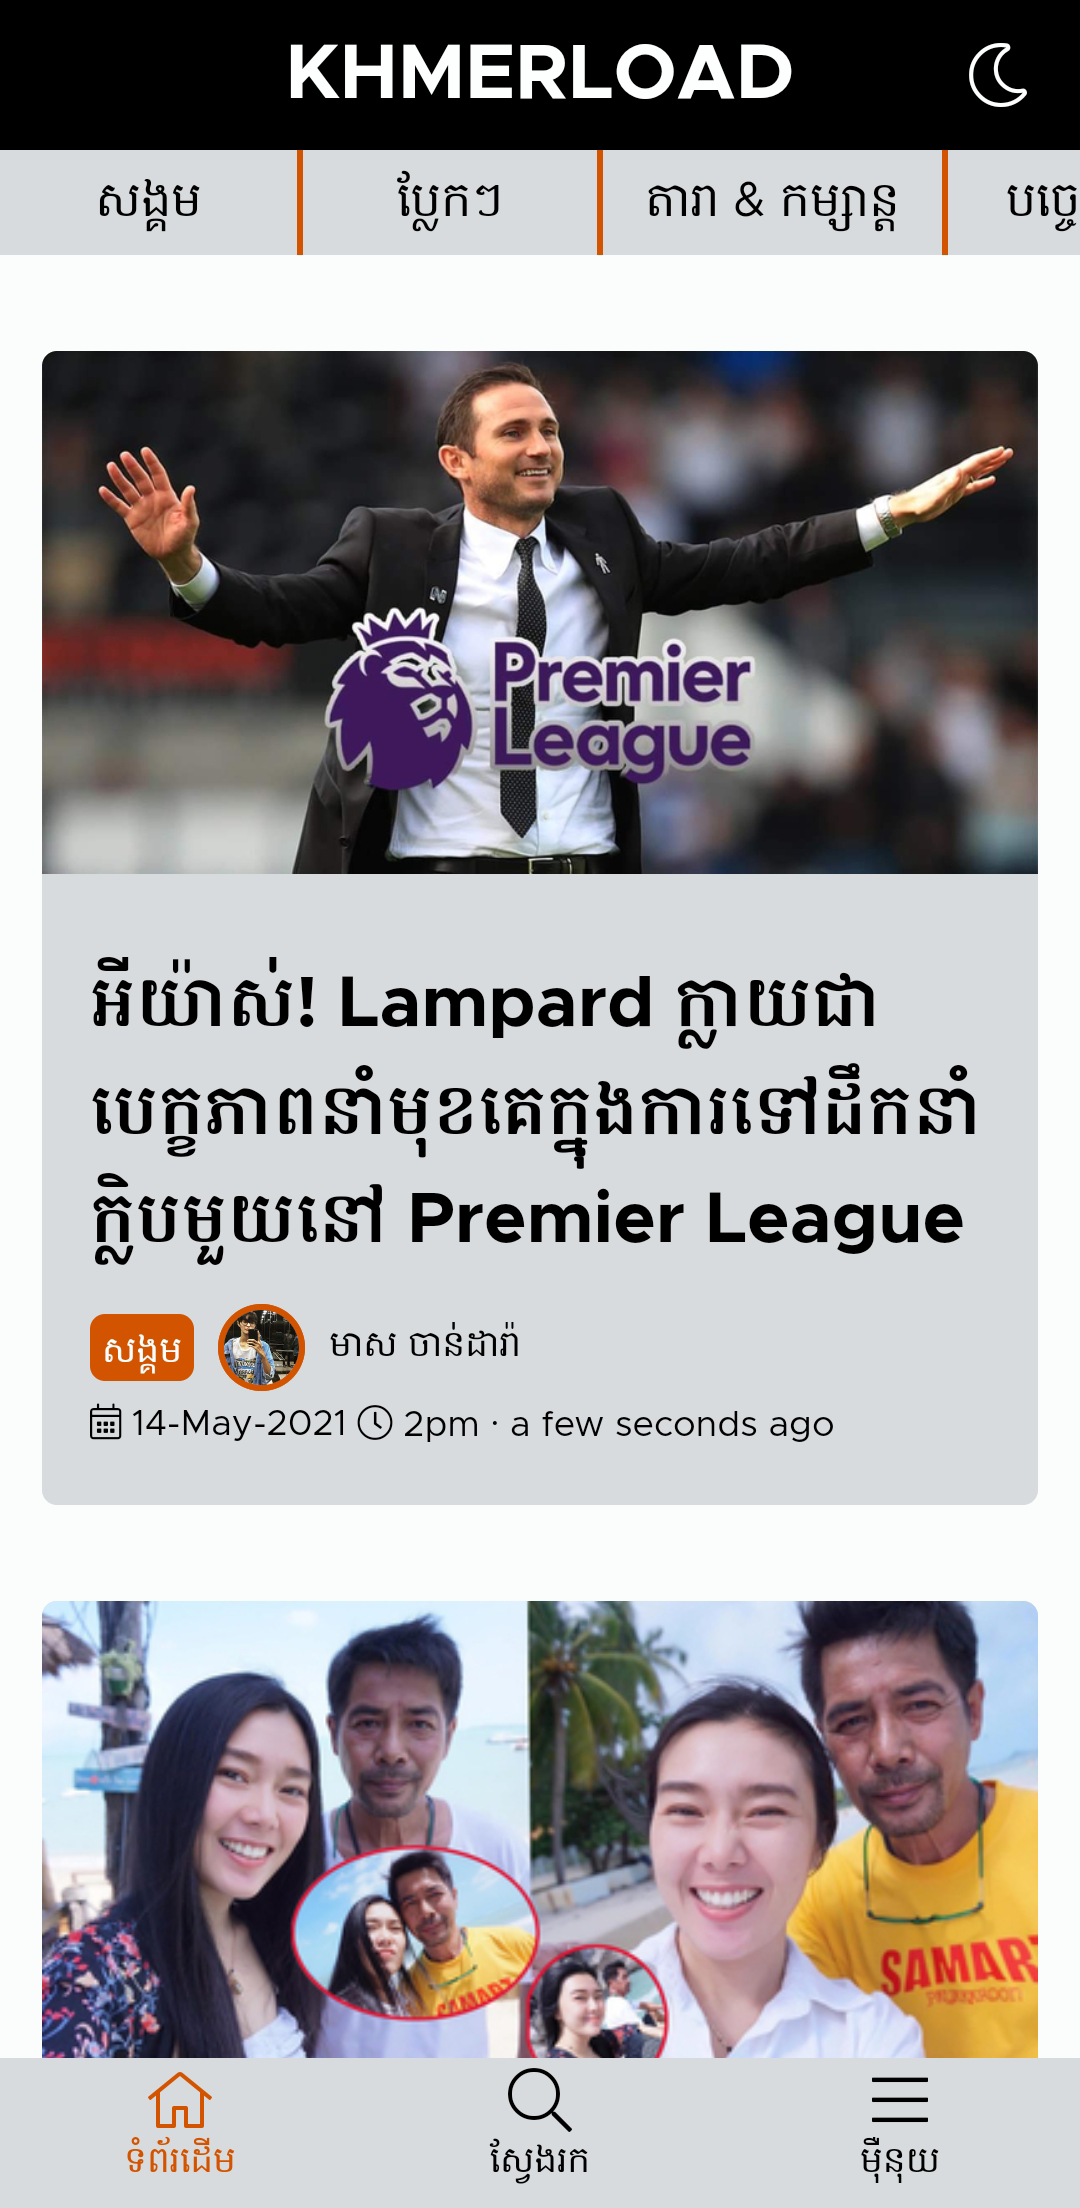 KHMERLOAD
សង្គម
ប្លែកៗ
តារា & កម្សាន្ត
Premier
League
អីយ៉ាស់! Lampard ក្លាយជា
បេក្ខភាពនាំមុខគេក្នុងការទៅដឹកនាំ
ក្លិបមួយនៅ Premier League
សង្គម មាស ចាន់ដារ៉ា
14-May-2021 2pm · a few seconds ago
ទំព័រដើម
ស្វែងរក
ម៉ឺនុយ